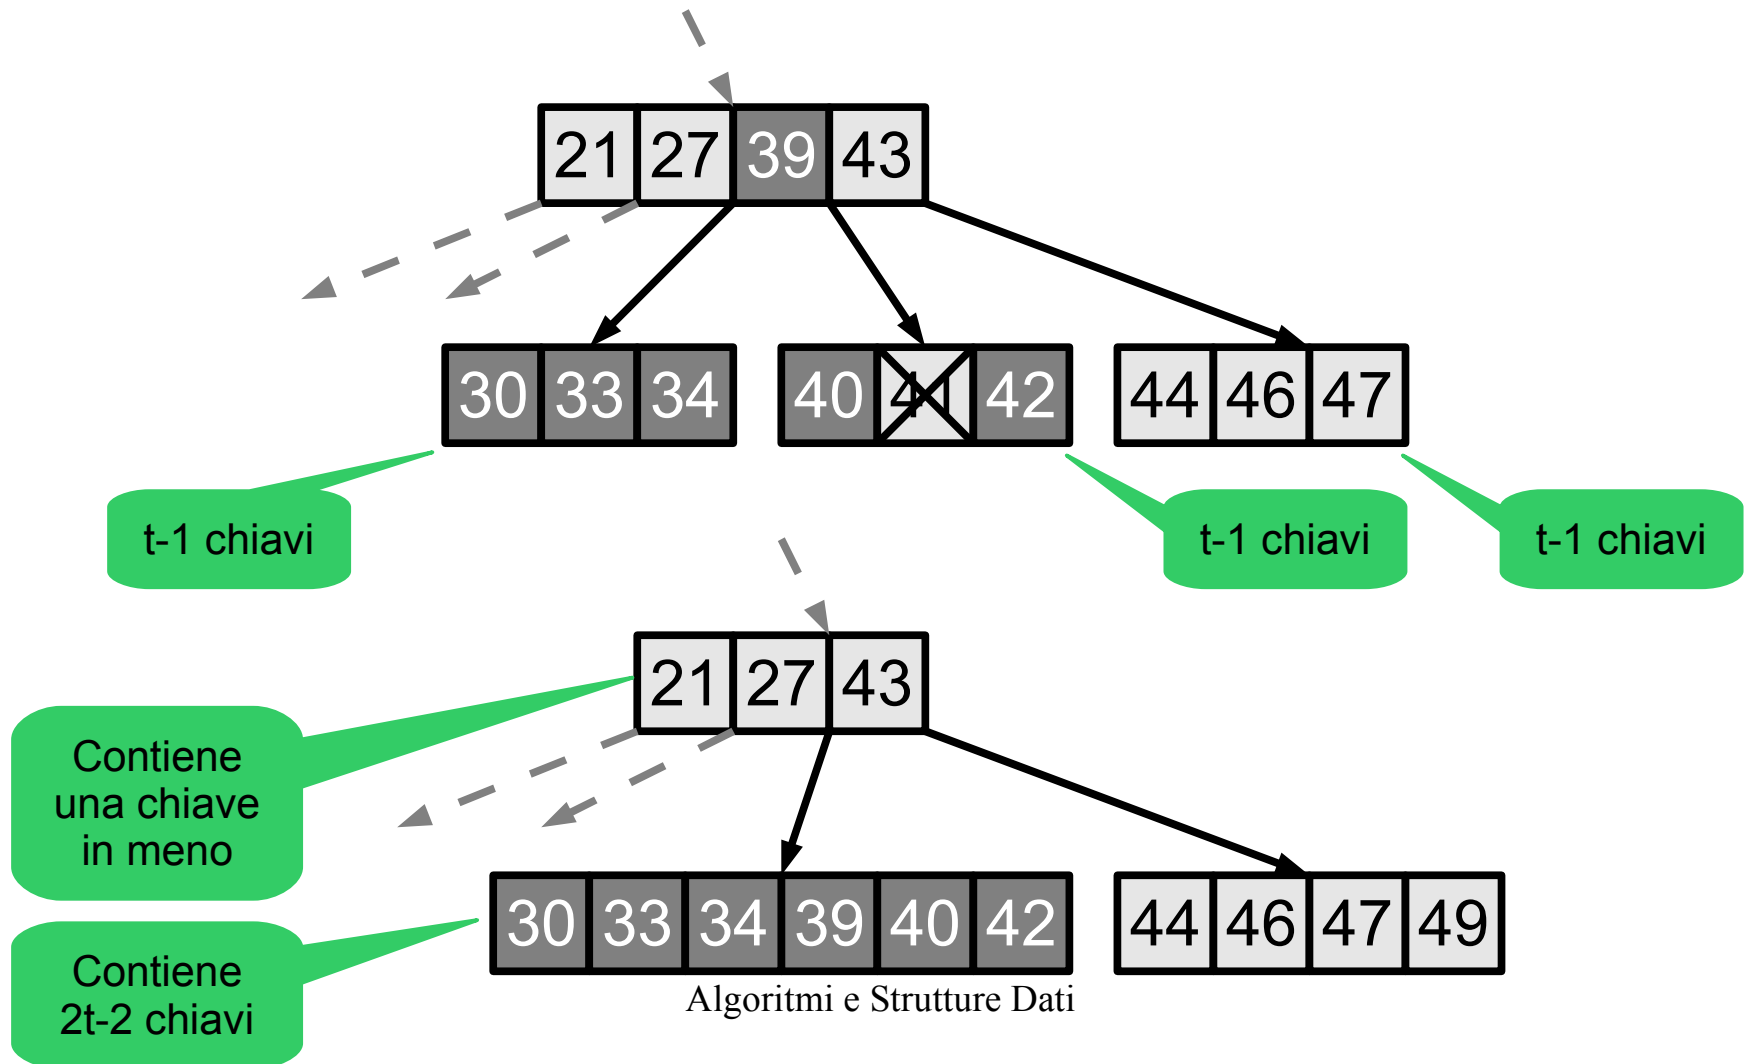 21 27 39 43
30 33 34 40 41 42 44 46 47
t-1 chiavi
t-1 chiavi
t-1 chiavi
21 27 43
Contiene
una chiave
in meno
30 33 34 39 40 42 44 46 47 49
Contiene
2t-2 chiavi
Algoritmi e Strutture Dati